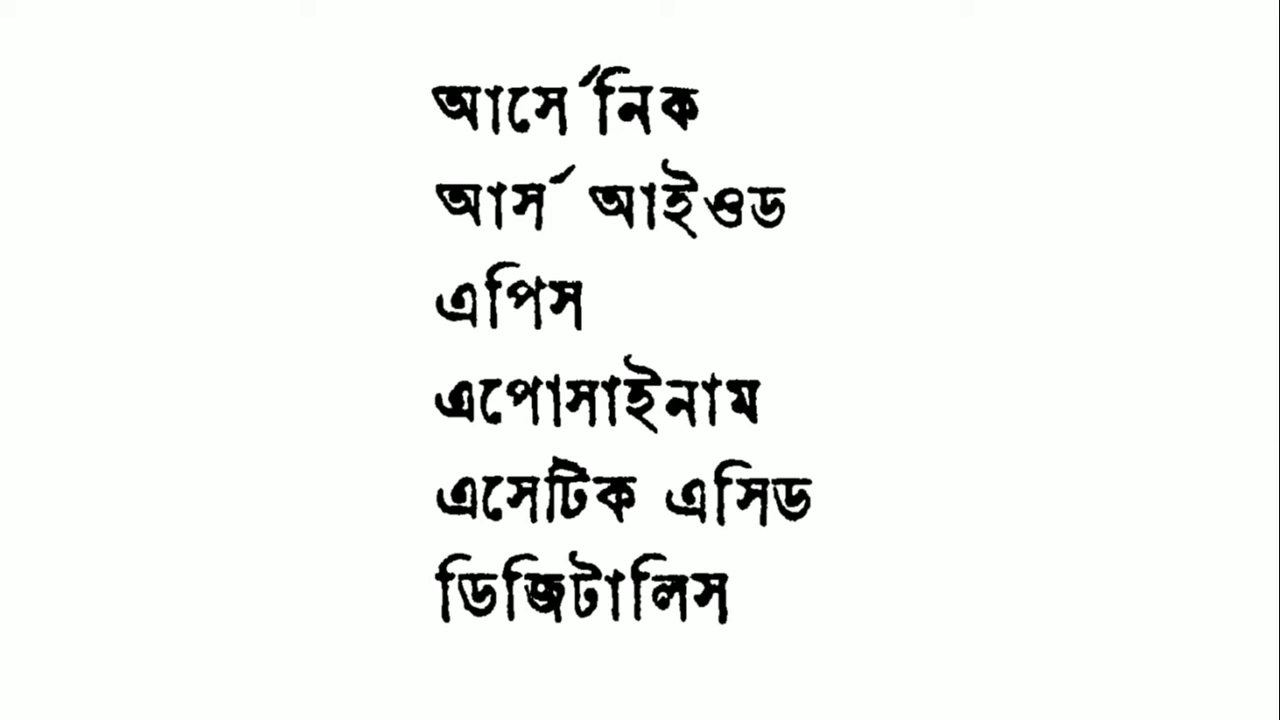 আর্সেনিক
আর্স আইওড
এপিস
এপোসাইনাম
এসেটিক এসিড
ডিজিটালিস